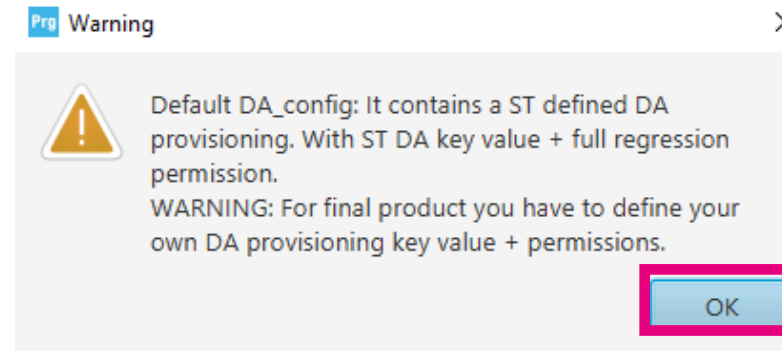 Prg Warning
Default DA_config: It contains a ST defined DA
provisioning. With ST DA key value + full regression
permission.
WARNING: For final product you have to define your
own DA provisioning key value + permissions.
OK